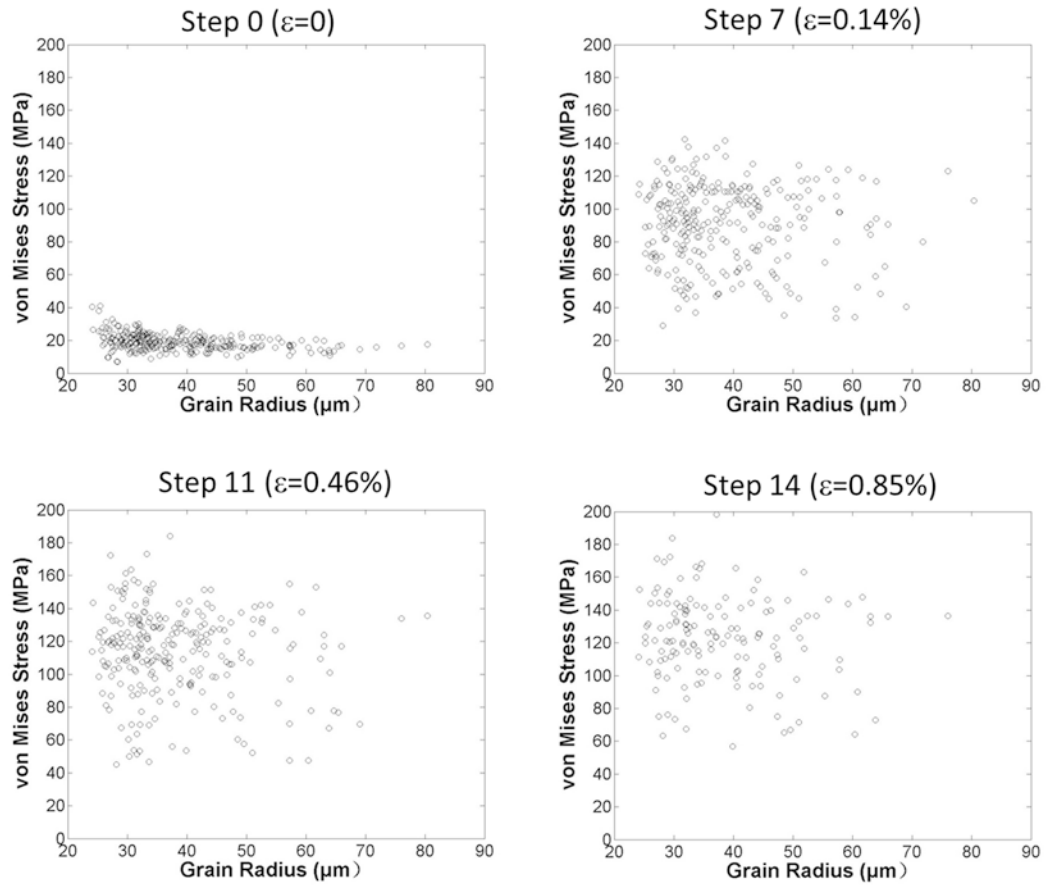 Step 0 (ε=0)
200
180
160
140
120
100
80
60
40
20
0
von Mises Stress (MPa)
20 30 40 50 60 70 80 90
Grain Radius (μm)
Step 7 (ε=0.14%)
200
180
160
140
120
100
80
60
40
20
0
von Mises Stress (MPa)
20 30 40 50 60 70 80 90
Grain Radius (μm)
Step 11 (ε=0.46%)
200
180
160
140
120
100
80
60
40
20
0
von Mises Stress (MPa)
20 30 40 50 60 70 80 90
Grain Radius (μm)
Step 14 (ε=0.85%)
200
180
160
140
120
100
80
60
40
20
0
von Mises Stress (MPa)
20 30 40 50 60 70 80 90
Grain Radius (μm)